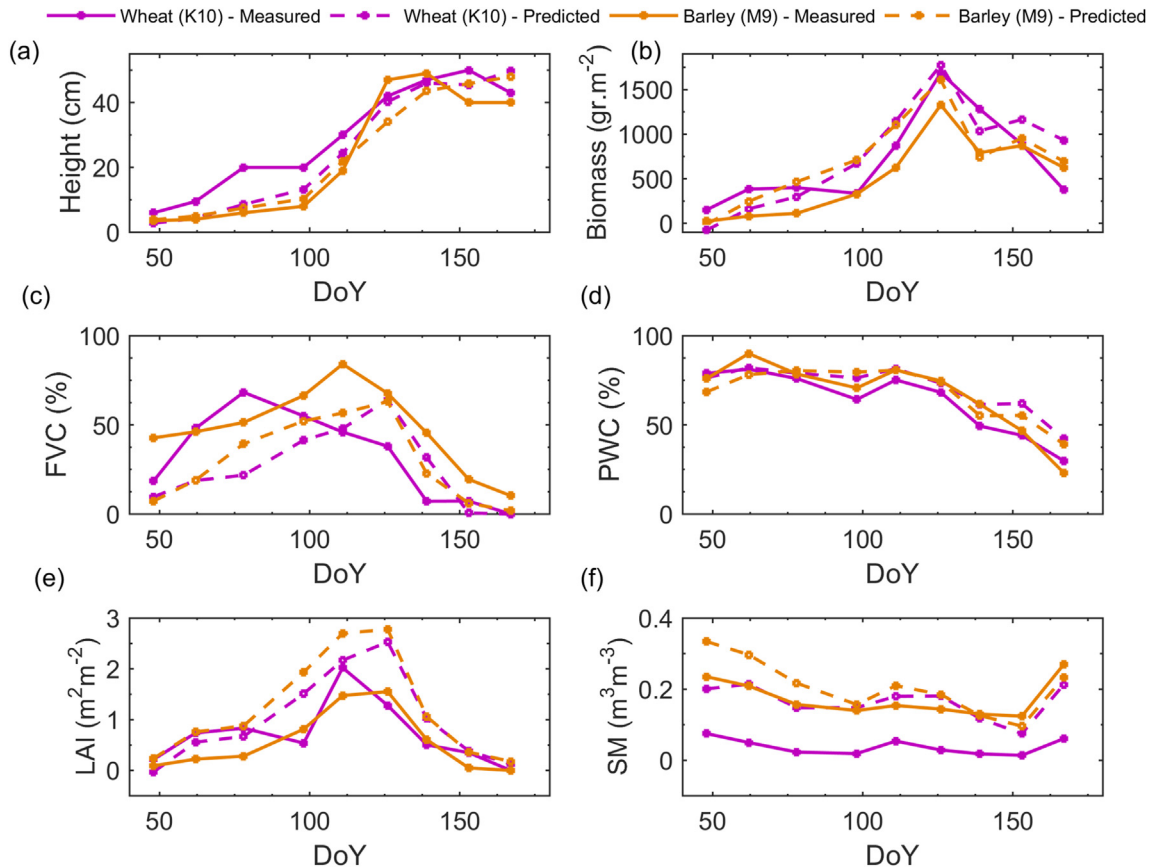 Wheat (K10) - Measured Wheat (K10) - Predicted Barley (M9) - Measured Barley (M9) - Predicted
(a)
Height (cm)
40
20
0
50 100 150
DoY
(b)
Biomass (gr.m-2)
1500
1000
500
0
50 100 150
DoY
(c)
FVC (%)
100
50
0
50 100 150
DoY
(d)
PWC (%)
100
50
0
50 100 150
DoY
(e)
LAI (m²m⁻²)
3
2
1
0
50 100 150
DoY
(f)
SM (m³m⁻³)
0.4
0.2
0
50 100 150
DoY